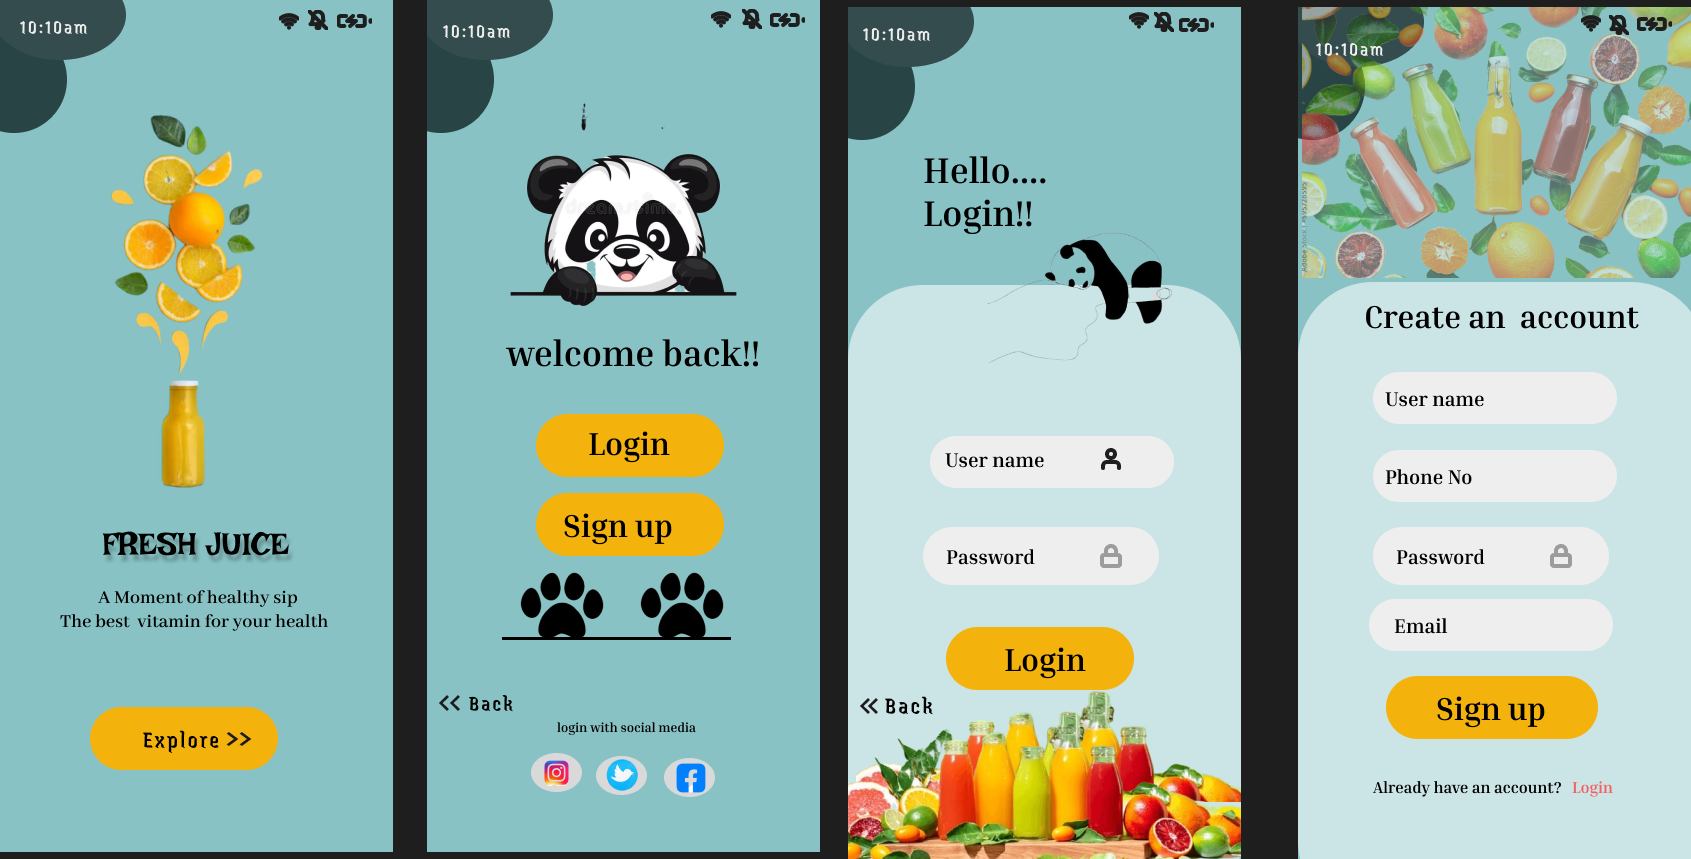 10:10am
FRESH JUICE
A Moment of healthy sip
The best vitamin for your health
Explore >>
10:10am
welcome back!!
Login
Sign up
<< Back
login with social media
10:10am
Hello....
Login!!
User name
Password
Login
<< Back
10:10am
Create an account
User name
Phone No
Password
Email
Sign up
Already have an account? Login